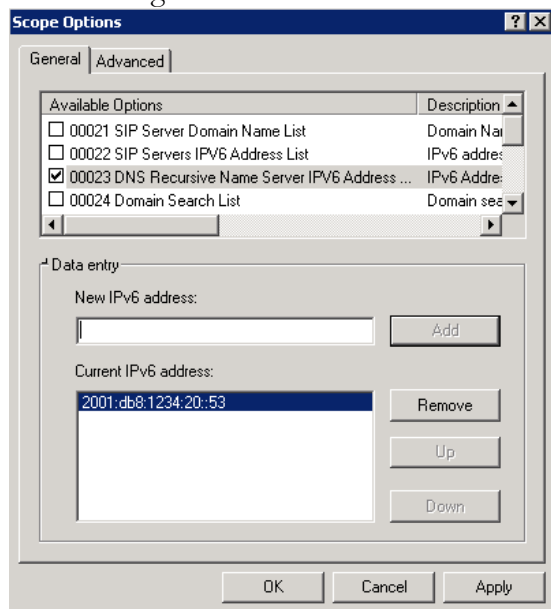 Scope Options
General
Advanced
Available Options Description
00021 SIP Server Domain Name List Domain Nai
00022 SIP Servers IPV6 Address List IPv6 addres
00023 DNS Recursive Name Server IPV6 Address ... IPv6 Addre
00024 Domain Search List Domain sea
Data entry
New IPv6 address:
Add
Current IPv6 address:
2001:db8:1234:20::53
Remove
Up
Down
OK Cancel Apply